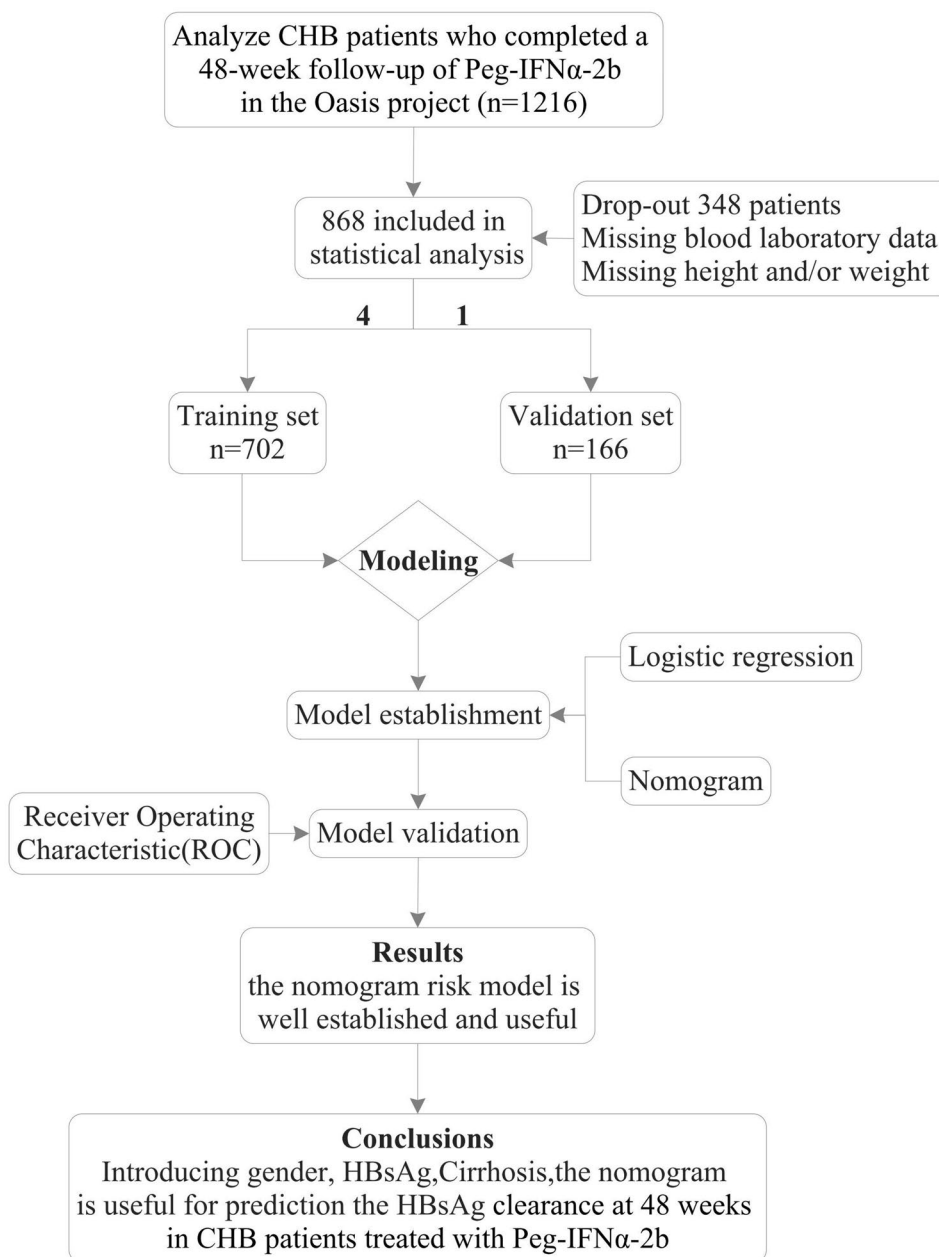 Analyze CHB patients who completed a
48-week follow-up of Peg-IFNα-2b
in the Oasis project (n=1216)
868 included in
statistical analysis
Drop-out 348 patients
Missing blood laboratory data
Missing height and/or weight
4
1
Training set
n=702
Validation set
n=166
Modeling
Logistic regression
Model establishment
Nomogram
Receiver Operating
Characteristic(ROC)
Model validation
Results
the nomogram risk model is
well established and useful
Conclusions
Introducing gender, HBsAg,Cirrhosis,the nomogram
is useful for prediction the HBsAg clearance at 48 weeks
in CHB patients treated with Peg-IFNα-2b